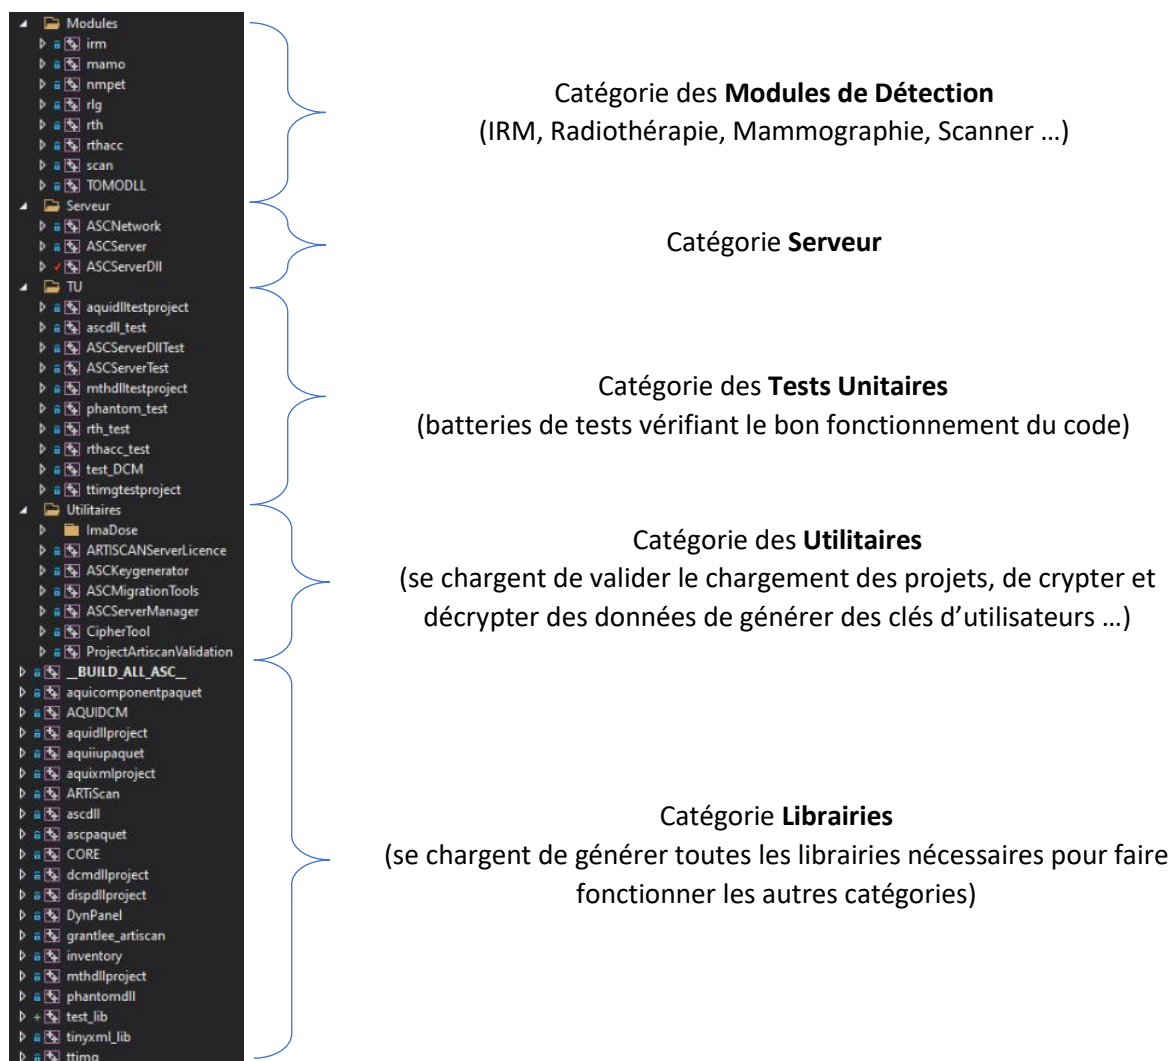 Modules
irm
mamo
nmpet
rlg
rth
rthacc
scan
TOMODLL
Serveur
ASCNetwork
ASCServer
ASCServerDll
TU
aquidlltestproject
ascdll_test
ASCServerDllTest
ASCServerTest
mthdlltestproject
phantom_test
rth_test
rthacc_test
test_DCM
ttimgtestproject
Utilitaires
ImaDose
ARTISCANServerLicence
ASCKeygenerator
ASCMigrationTools
ASCServerManager
CipherTool
ProjectArtiscanValidation
__BUILD_ALL_ASC__
aquicomponentpaquet
AQUIDCM
aquidllproject
aquiiupaquet
aquixmlproject
ARTiScan
ascdll
ascpaquet
CORE
dcmdllproject
dispdllproject
DynPanel
grantlee_artiscan
inventory
mthdllproject
phantomdll
test_lib
tinyxml_lib
ttimg
Catégorie des Modules de Détection
(IRM, Radiothérapie, Mammographie, Scanner …)
Catégorie Serveur
Catégorie des Tests Unitaires
(batteries de tests vérifiant le bon fonctionnement du code)
Catégorie des Utilitaires
(se chargent de valider le chargement des projets, de crypter et
décrypter des données de générer des clés d’utilisateurs …)
Catégorie Librairies
(se chargent de générer toutes les librairies nécessaires pour faire
fonctionner les autres catégories)